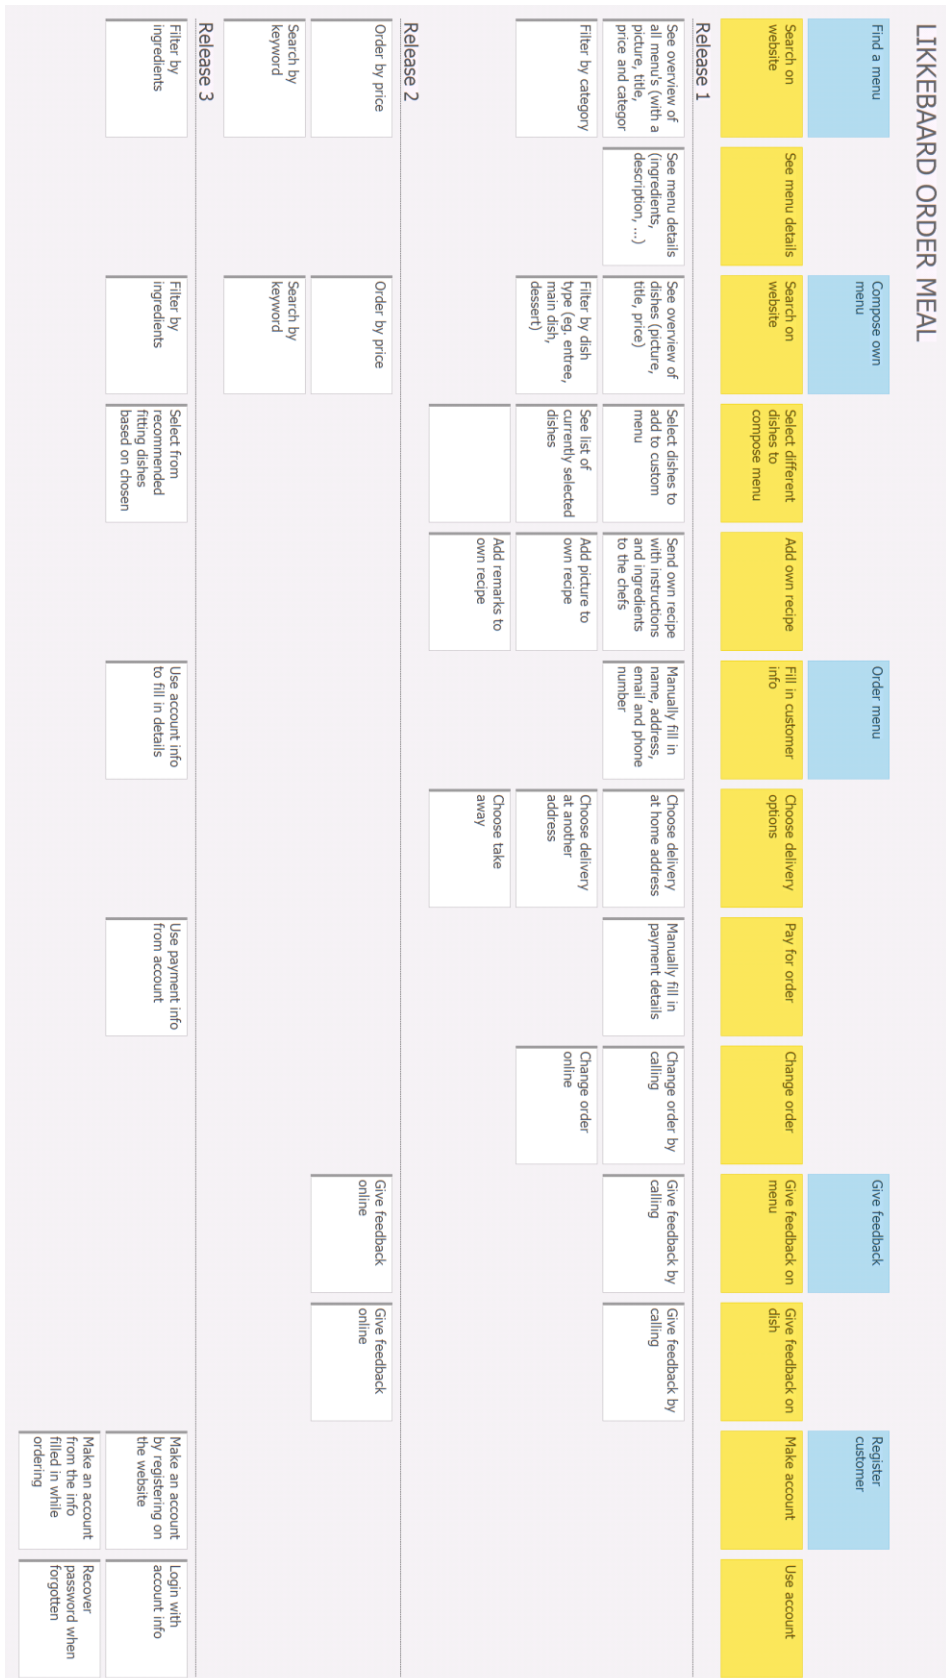 LIKKEBAARD ORDER MEAL
Find a menu
Compose own
menu
Order menu
Give feedback
Register
customer
Search on
website
See menu details
Search on
website
Select different
dishes to
compose menu
Add own recipe
Fill in customer
info
Choose delivery
options
Pay for order
Change order
Give feedback on
menu
Give feedback on
dish
Make account
Use account
Release 1
See overview of
all menu's (with a
picture, title,
price and categor
See menu details
(ingredients,
description, ...)
See overview of
dishes (picture,
title, price)
Select dishes to
add to custom
menu
Send own recipe
with instructions
and ingredients
to the chefs
Manually fill in
name, address,
email and phone
number
Choose delivery
at home address
Manually fill in
payment details
Change order by
calling
Give feedback by
calling
Give feedback by
calling
Filter by category
Filter by dish
type (eg. entree,
main dish,
dessert)
See list of
currently selected
dishes
Add picture to
own recipe
Choose delivery
at another
address
Change order
online
Add remarks to
own recipe
Choose take
away
Release 2
Order by price
Order by price
Give feedback
online
Give feedback
online
Search by
keyword
Search by
keyword
Release 3
Filter by
ingredients
Filter by
ingredients
Select from
recommended
fitting dishes
based on chosen
Use account info
to fill in details
Use payment info
from account
Make an account
by registering on
the website
Login with
account info
Make an account
from the info
filled in while
ordering
Recover
password when
forgotten